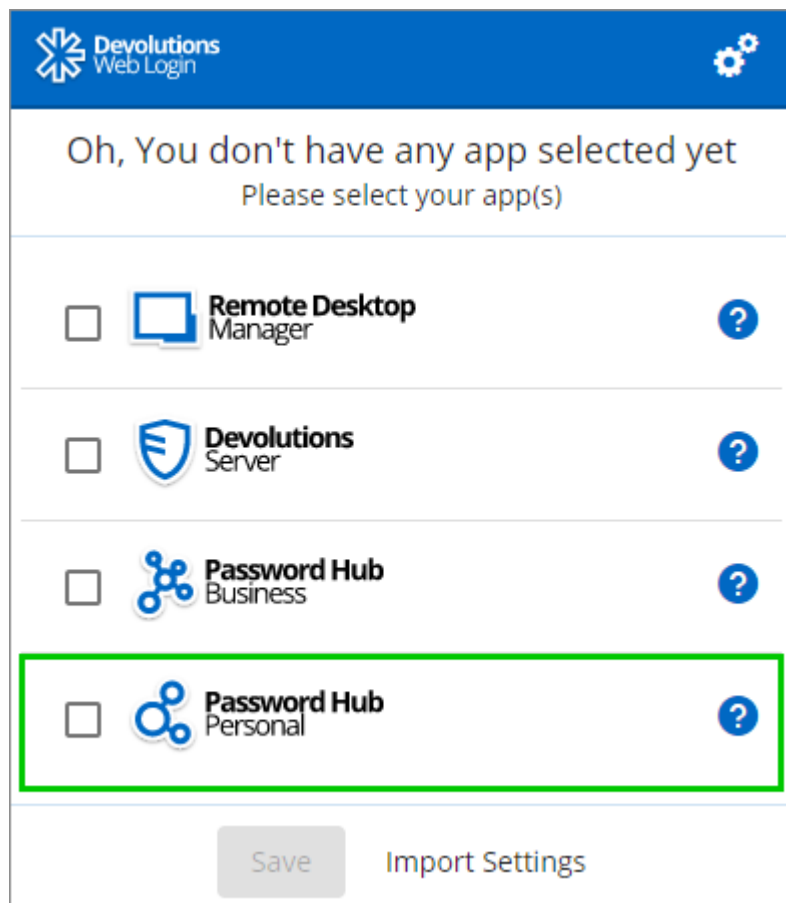 Devolutions
Web Login
Oh, You don't have any app selected yet
Please select your app(s)
Remote Desktop
Manager
?
Devolutions
Server
?
Password Hub
Business
?
Password Hub
Personal
?
Save Import Settings